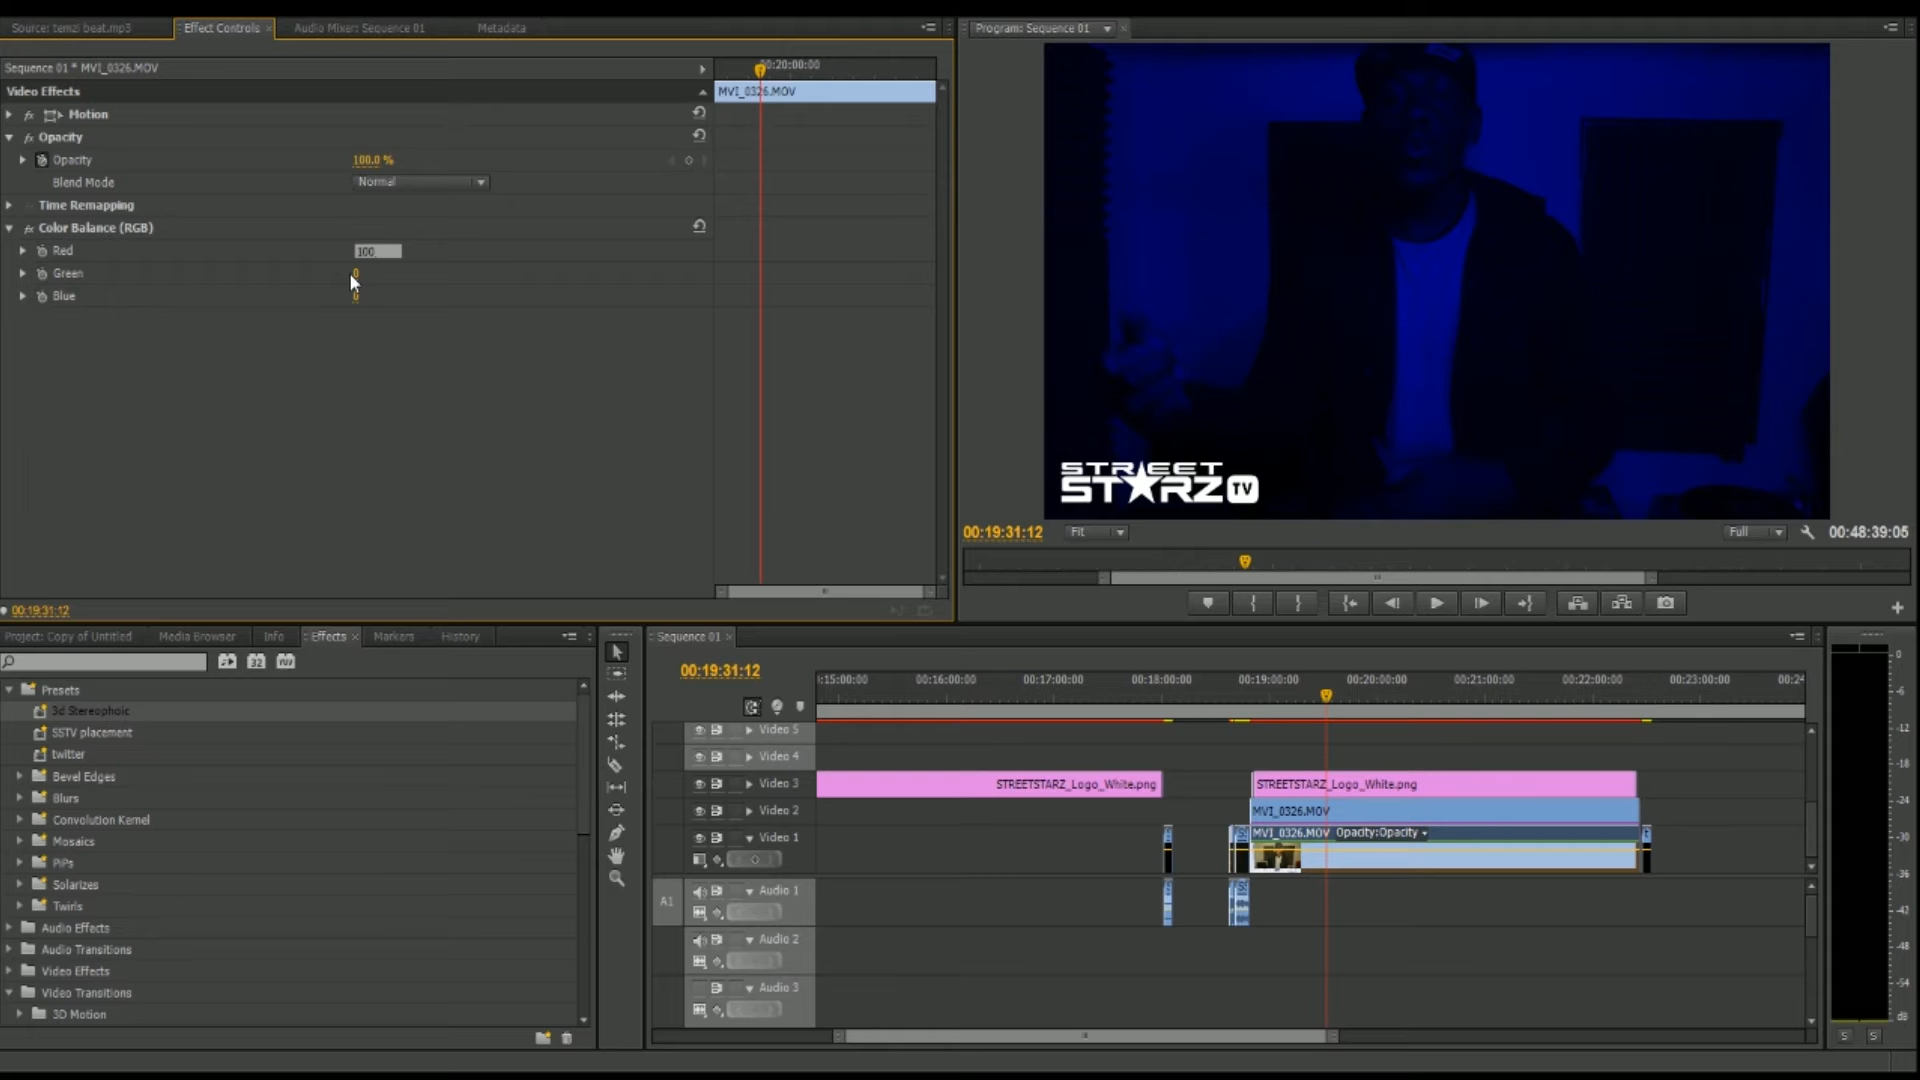 Source: temzi beat.mp3
Effect Controls
Audio Mixer: Sequence 01
Metadata
Program: Sequence 01
Sequence 01 * MVI_0326.MOV
00:20:00:00
Video Effects
MVI_0326.MOV
Motion
Opacity
Opacity
100.0 %
Blend Mode
Normal
Time Remapping
Color Balance (RGB)
Red
100
Green
0
Blue
STREET
STARZ TV
00:19:31:12
Fit
Full
00:48:39:05
00:19:31:12
Project: Copy of Untitled
Media Browser
Info
Effects
Markers
History
Sequence 01
32
YUV
Presets
3d Stereophoic
SSTV placement
twitter
Bevel Edges
Blurs
Convolution Kernel
Mosaics
PiPs
Solarizes
Twirls
Audio Effects
Audio Transitions
Video Effects
Video Transitions
3D Motion
00:19:31:12
:15:00:00
00:16:00:00
00:17:00:00
00:18:00:00
00:19:00:00
00:20:00:00
00:21:00:00
00:22:00:00
00:23:00:00
00:24
Video 5
Video 4
Video 3
STREETSTARZ_Logo_White.png
STREETSTARZ_Logo_White.png
Video 2
MVI_0326.MOV
Video 1
MVI_0326.MOV Opacity:Opacity
A1
Audio 1
Audio 2
Audio 3
0
-6
-12
-18
-24
-30
-36
-42
-48
-54
dB
S
S